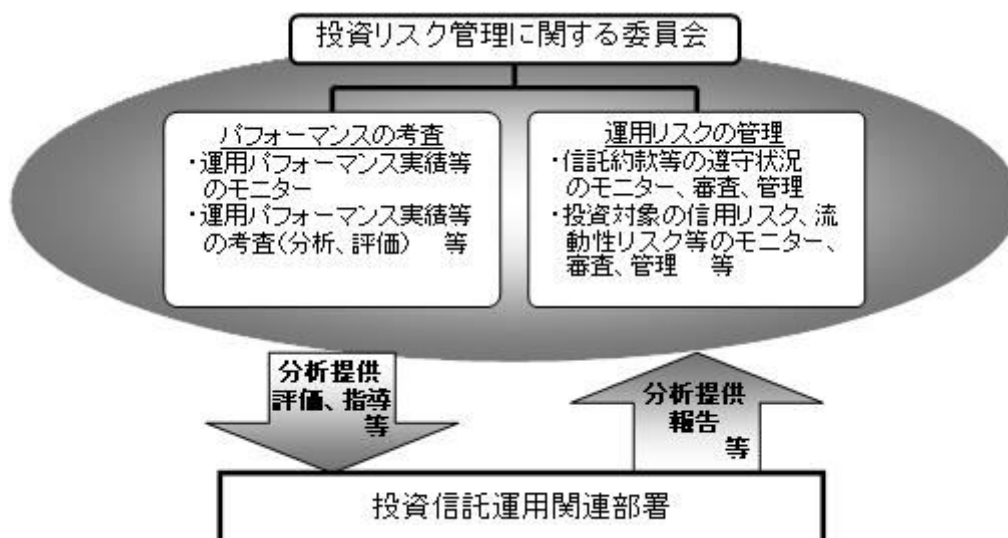 投資リスク管理に関する委員会
パフォーマンスの考査
・運用パフォーマンス実績等
のモニター
・運用パフォーマンス実績等
の考査(分析、評価)　等
運用リスクの管理
・信託約款等の遵守状況
のモニター、審査、管理
・投資対象の信用リスク、流
動性リスク等のモニター、
審査、管理　等
分析提供
評価、指導
等
分析提供
報告
等
投資信託運用関連部署